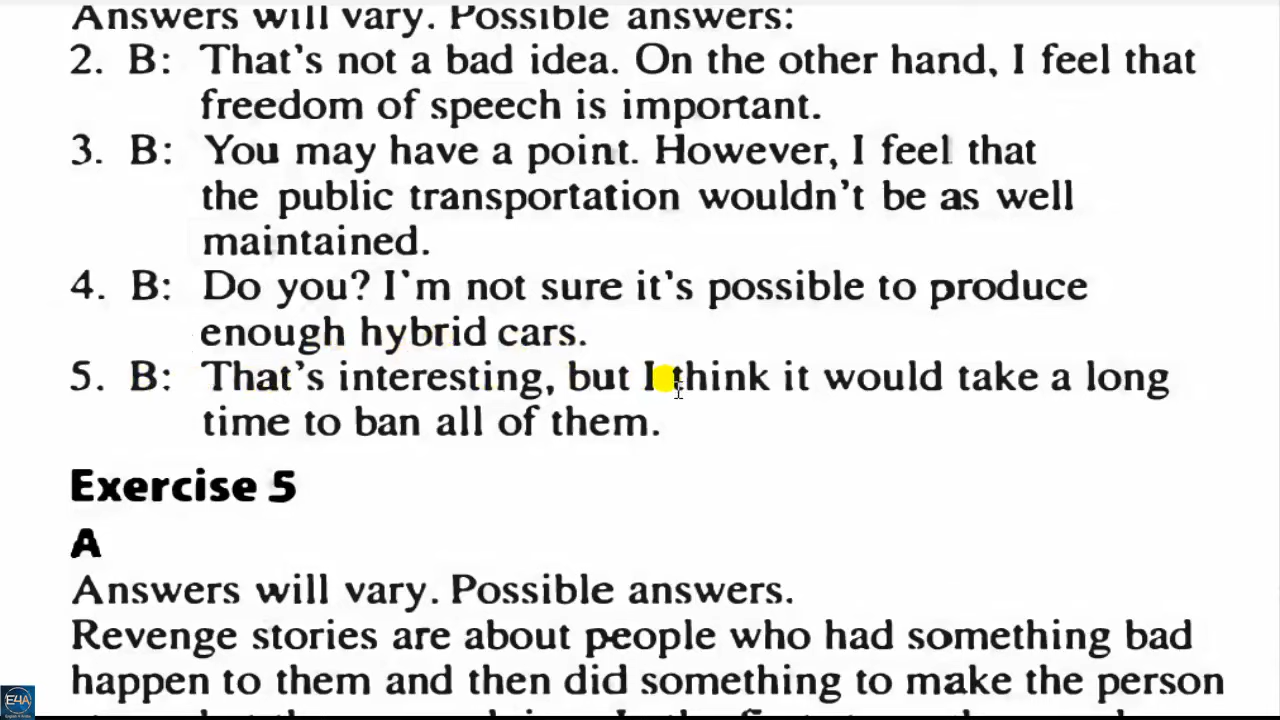 Answers will vary. Possible answers:
2. B: That's not a bad idea. On the other hand, I feel that
freedom of speech is important.
3. B: You may have a point. However, I feel that
the public transportation wouldn't be as well
maintained.
4. B: Do you? I'm not sure it's possible to produce
enough hybrid cars.
5. B: That's interesting, but I think it would take a long
time to ban all of them.
Exercise 5
A
Answers will vary. Possible answers.
Revenge stories are about people who had something bad
happen to them and then did something to make the person
E4A